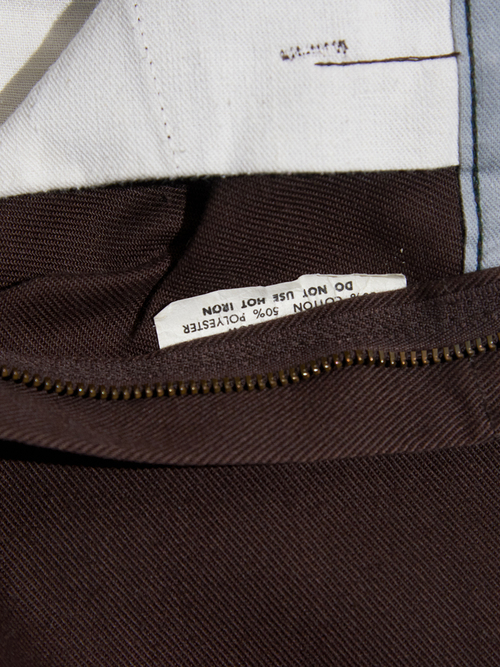 % COTTON 50% POLYESTER
DO NOT USE HOT IRON